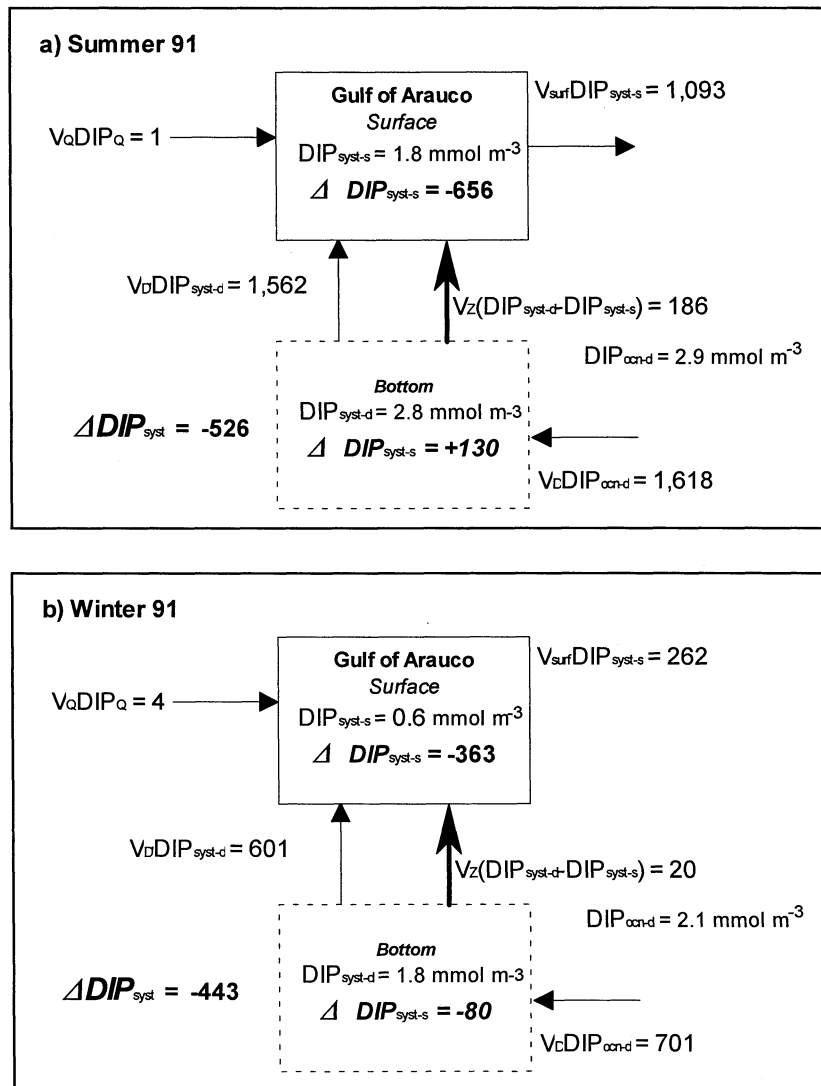 a) Summer 91
Gulf of Arauco
Surface
DIPsyst-s = 1.8 mmol m-3
Δ DIPsyst-s = -656
VQDIPQ = 1
VsurfDIPsyst-s = 1,093
VD'DIPsyst-d = 1,562
VZ(DIPsyst-d-DIPsyst-s) = 186
DIPocn-d = 2.9 mmol m-3
Bottom
DIPsyst-d = 2.8 mmol m-3
Δ DIPsyst-s = +130
ΔDIPsyst = -526
VDDIPocn-d = 1,618
b) Winter 91
Gulf of Arauco
Surface
DIPsyst-s = 0.6 mmol m-3
Δ DIPsyst-s = -363
VQDIPQ = 4
VsurfDIPsyst-s = 262
VD'DIPsyst-d = 601
VZ(DIPsyst-d-DIPsyst-s) = 20
DIPocn-d = 2.1 mmol m-3
Bottom
DIPsyst-d = 1.8 mmol m-3
Δ DIPsyst-s = -80
ΔDIPsyst = -443
VDDIPocn-d = 701